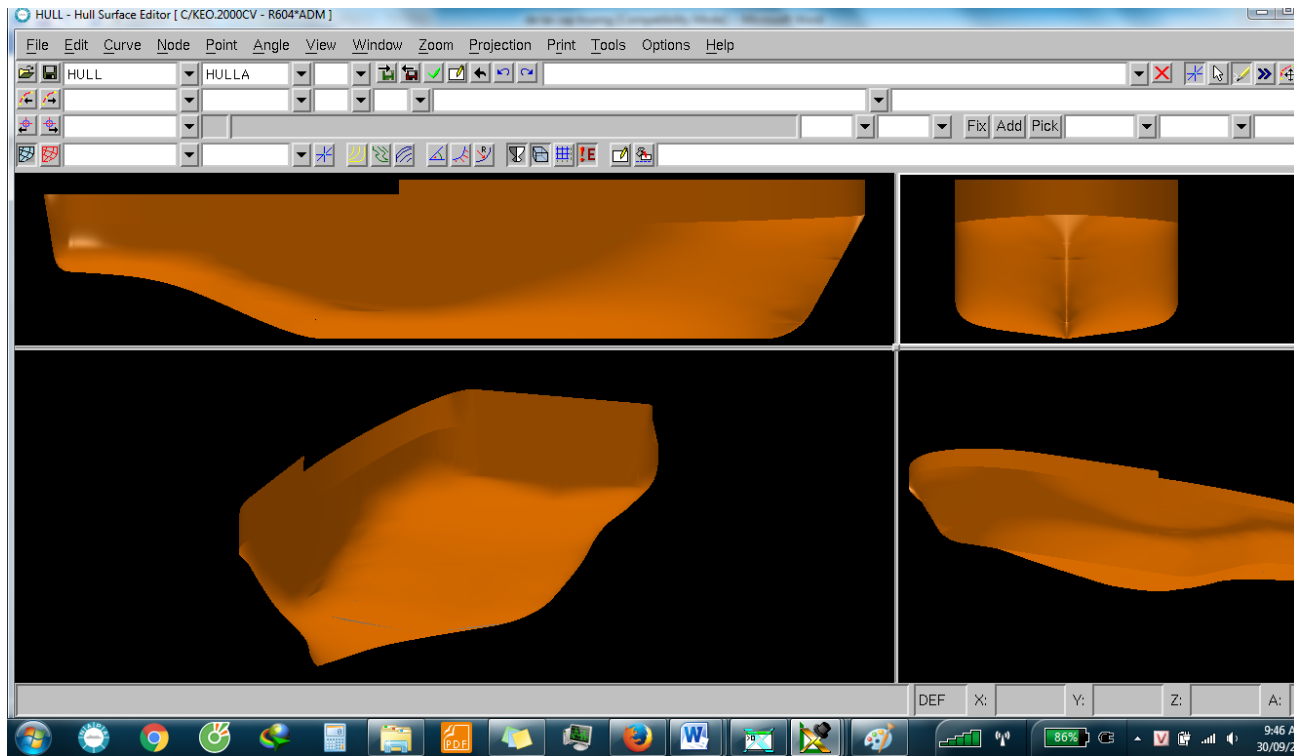 HULL - Hull Surface Editor [ C/KEO.2000CV - R604*ADM ]
File Edit Curve Node Point Angle View Window Zoom Projection Print Tools Options Help
HULL HULLA
Fix Add Pick
!E
DEF X: Y: Z: A:
PDF W 86% V 9:46 A
30/09/2